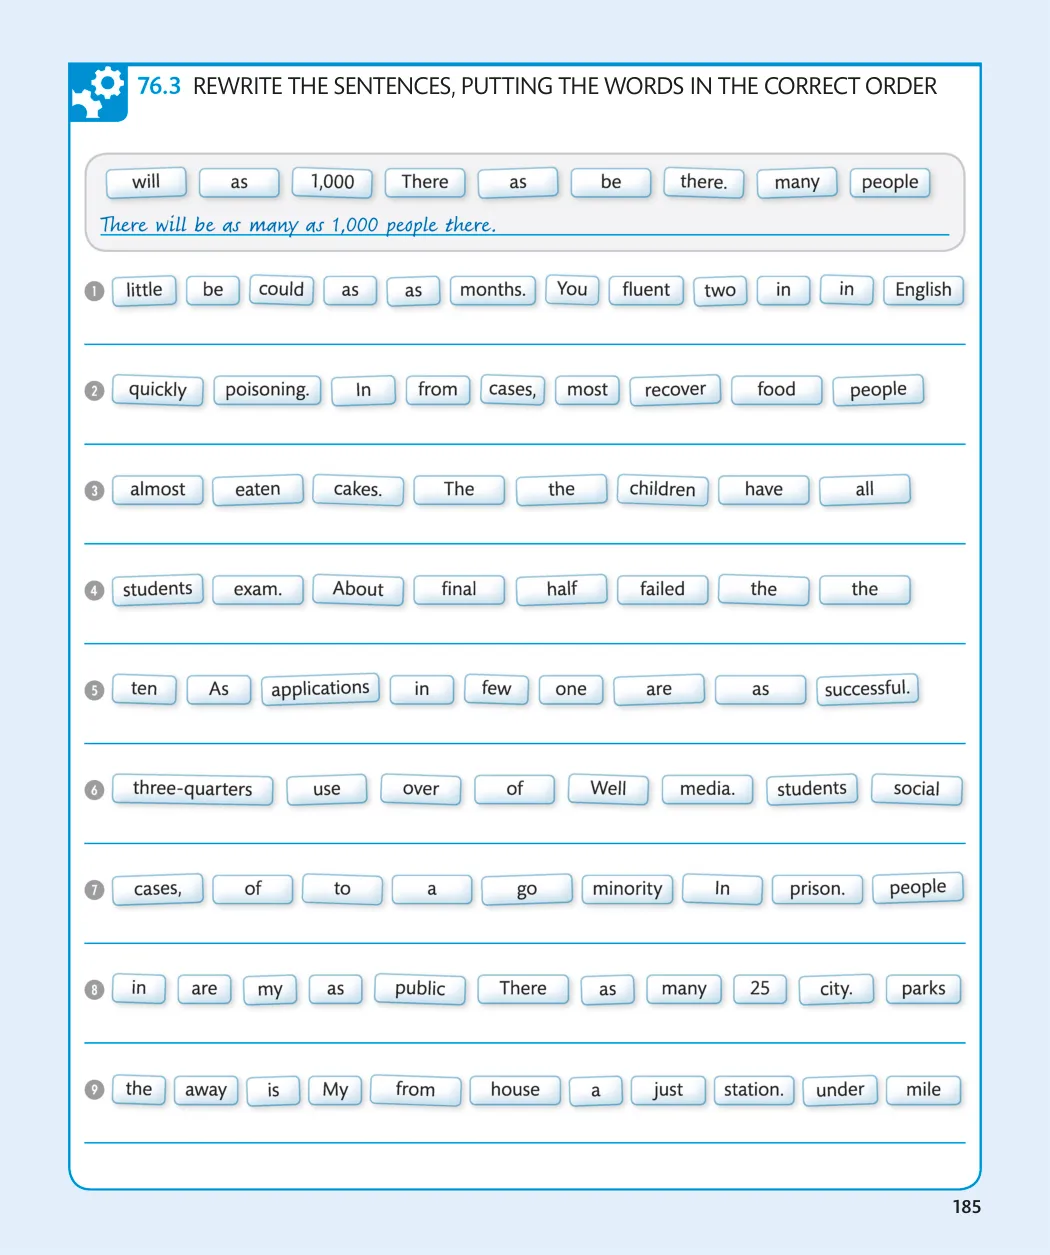 76.3 REWRITE THE SENTENCES, PUTTING THE WORDS IN THE CORRECT ORDER
will as 1,000 There as be there. many people
There will be as many as 1,000 people there.
1 little be could as as months. You fluent two in in English
2 quickly poisoning. In from cases, most recover food people
3 almost eaten cakes. The the children have all
4 students exam. About final half failed the the
5 ten As applications in few one are as successful.
6 three-quarters use over of Well media. students social
7 cases, of to a go minority In prison. people
8 in are my as public There as many 25 city. parks
9 the away is My from house a just station. under mile
185